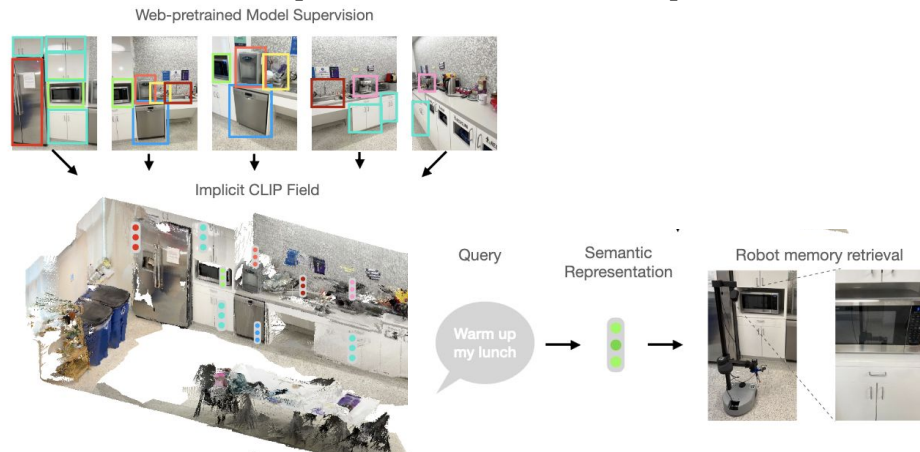 Web-pretrained Model Supervision
Implicit CLIP Field
Query
Semantic
Representation
Robot memory retrieval
Warm up
my lunch